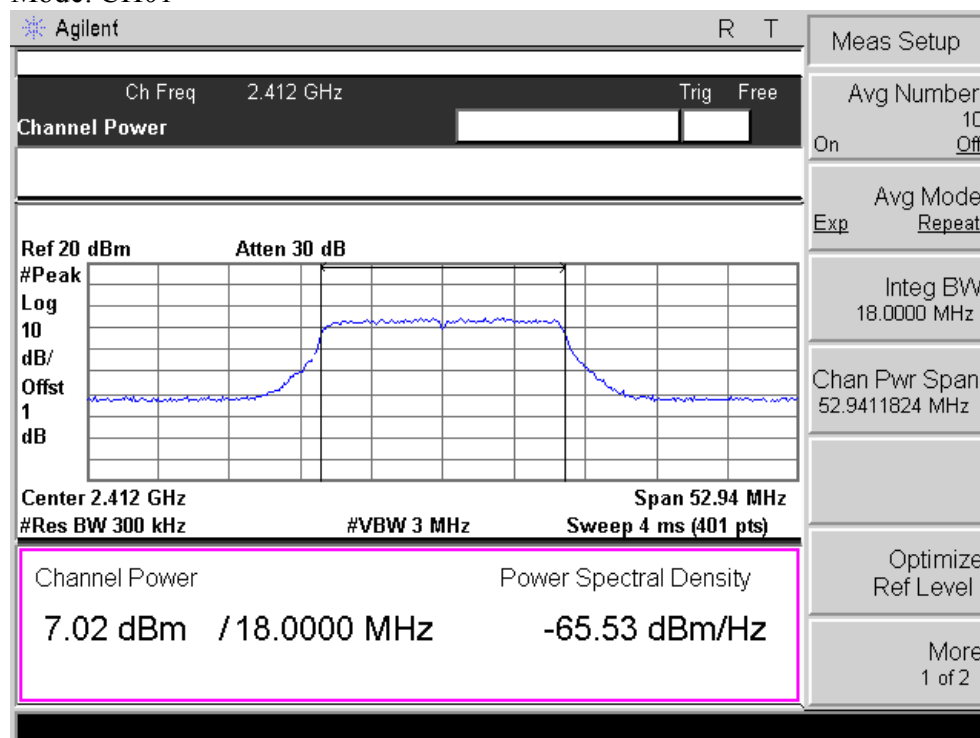 Agilent R T
Ch Freq 2.412 GHz Trig Free
Channel Power
Ref 20 dBm Atten 30 dB
#Peak
Log
10
dB/
Offst
1
dB
Center 2.412 GHz Span 52.94 MHz
#Res BW 300 kHz #VBW 3 MHz Sweep 4 ms (401 pts)
Channel Power Power Spectral Density
7.02 dBm / 18.0000 MHz -65.53 dBm/Hz
Meas Setup
Avg Number
10
On Off
Avg Mode
Exp Repeat
Integ BW
18.0000 MHz
Chan Pwr Span
52.9411824 MHz
Optimize
Ref Level
More
1 of 2